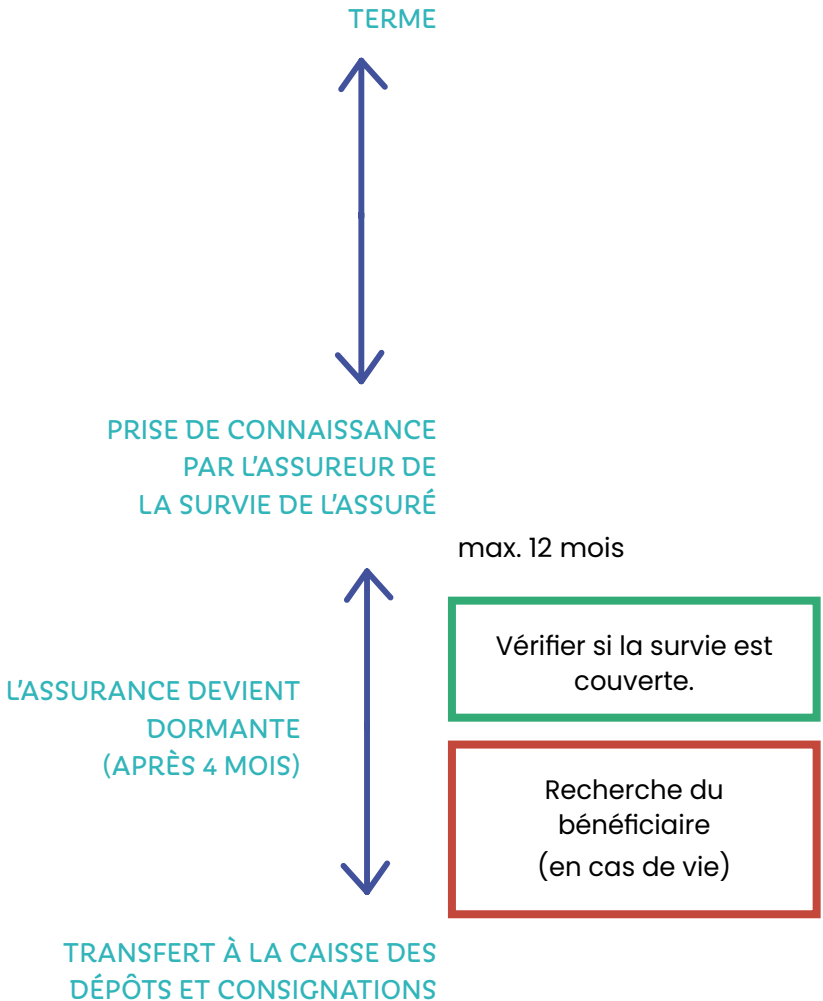 TERME
PRISE DE CONNAISSANCE
PAR L'ASSUREUR DE
LA SURVIE DE L'ASSURÉ
max. 12 mois
Vérifier si la survie est
couverte.
L'ASSURANCE DEVIENT
DORMANTE
(APRÈS 4 MOIS)
Recherche du
bénéficiaire
(en cas de vie)
TRANSFERT À LA CAISSE DES
DÉPÔTS ET CONSIGNATIONS